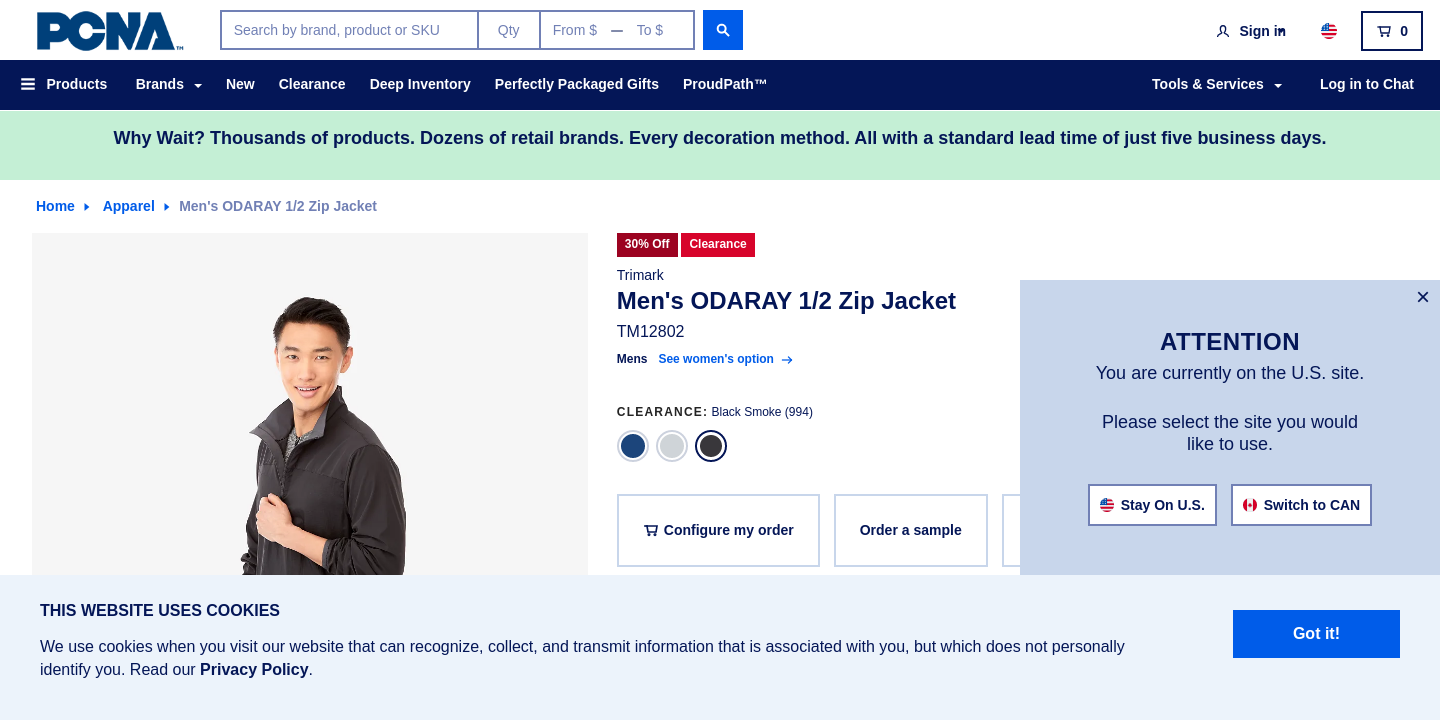 PCNA™
Search by brand, product or SKU
Qty
From $ — To $
Sign in
0
Products
Brands
New
Clearance
Deep Inventory
Perfectly Packaged Gifts
ProudPath™
Tools & Services
Log in to Chat
Why Wait? Thousands of products. Dozens of retail brands. Every decoration method. All with a standard lead time of just five business days.
Home
Apparel
Men's ODARAY 1/2 Zip Jacket
30% Off
Clearance
Trimark
Men's ODARAY 1/2 Zip Jacket
TM12802
Mens See women's option
CLEARANCE: Black Smoke (994)
Configure my order
Order a sample
×
ATTENTION
You are currently on the U.S. site.
Please select the site you would
like to use.
Stay On U.S.
Switch to CAN
THIS WEBSITE USES COOKIES
We use cookies when you visit our website that can recognize, collect, and transmit information that is associated with you, but which does not personally
identify you. Read our Privacy Policy.
Got it!